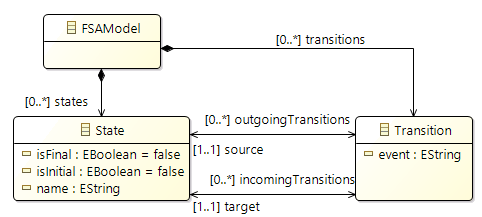 FSAModel
[0..*] transitions
[0..*] states
State
isFinal : EBoolean = false
isInitial : EBoolean = false
name : EString
[0..*] outgoingTransitions
[1..1] source
[0..*] incomingTransitions
[1..1] target
Transition
event : EString